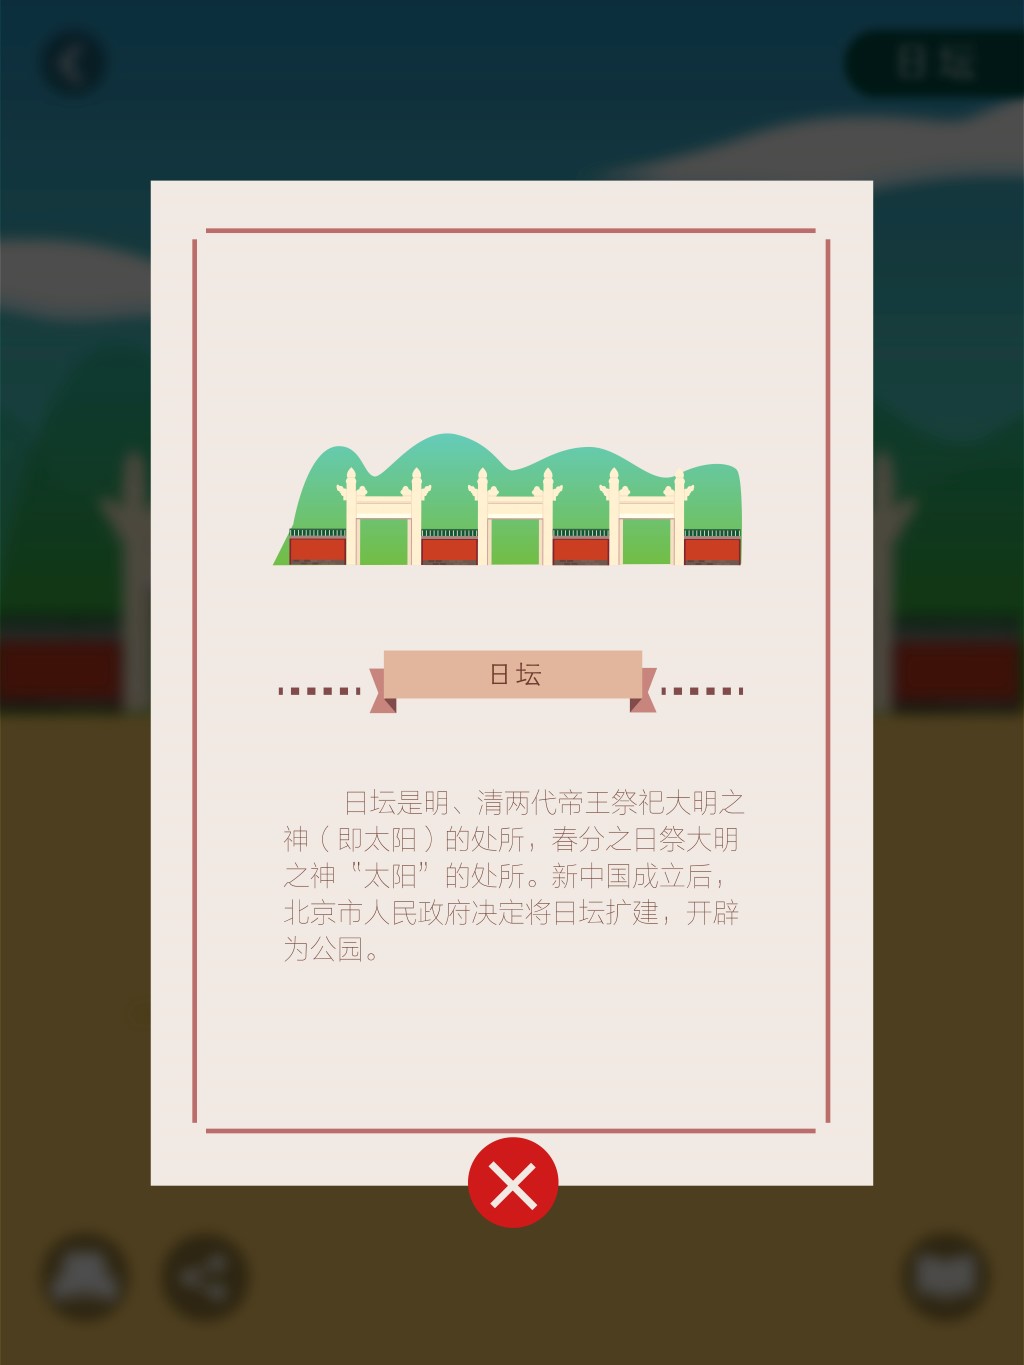 日坛
日坛
日坛是明、清两代帝王祭祀大明之
神（即太阳）的处所，春分之日祭大明
之神“太阳”的处所。新中国成立后，
北京市人民政府决定将日坛扩建，开辟
为公园。